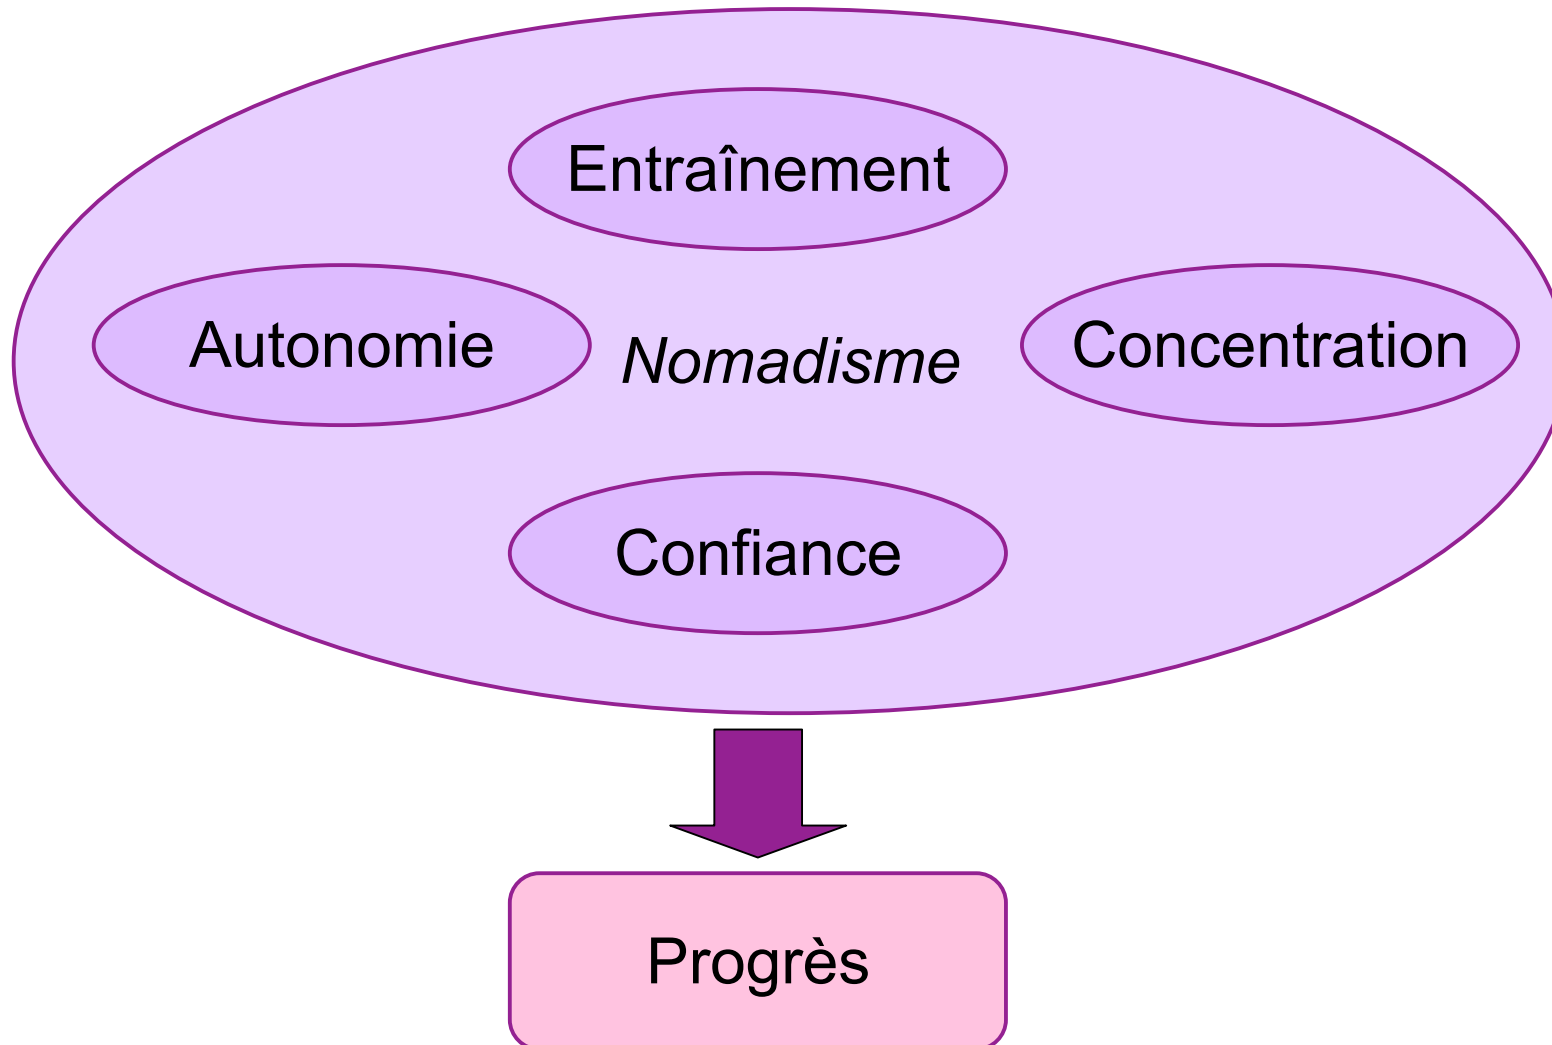 Entraînement
Autonomie
Nomadisme
Concentration
Confiance
Progrès